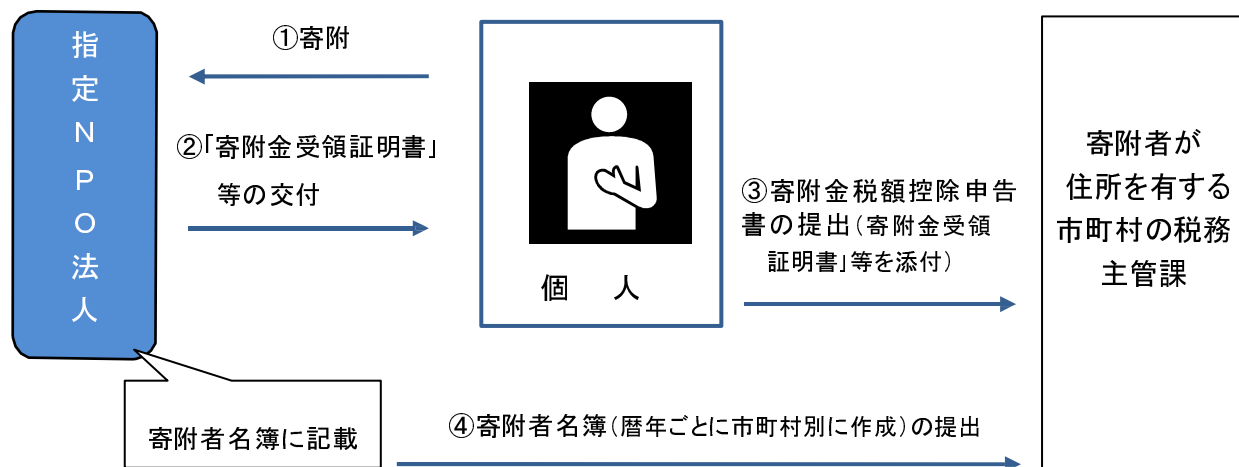 指定NPO法人
①寄附
②「寄附金受領証明書」
等の交付
個 人
③寄附金税額控除申告
書の提出(寄附金受領
証明書」等を添付)
寄附者が
住所を有する
市町村の税務
主管課
寄附者名簿に記載
④寄附者名簿(暦年ごとに市町村別に作成)の提出